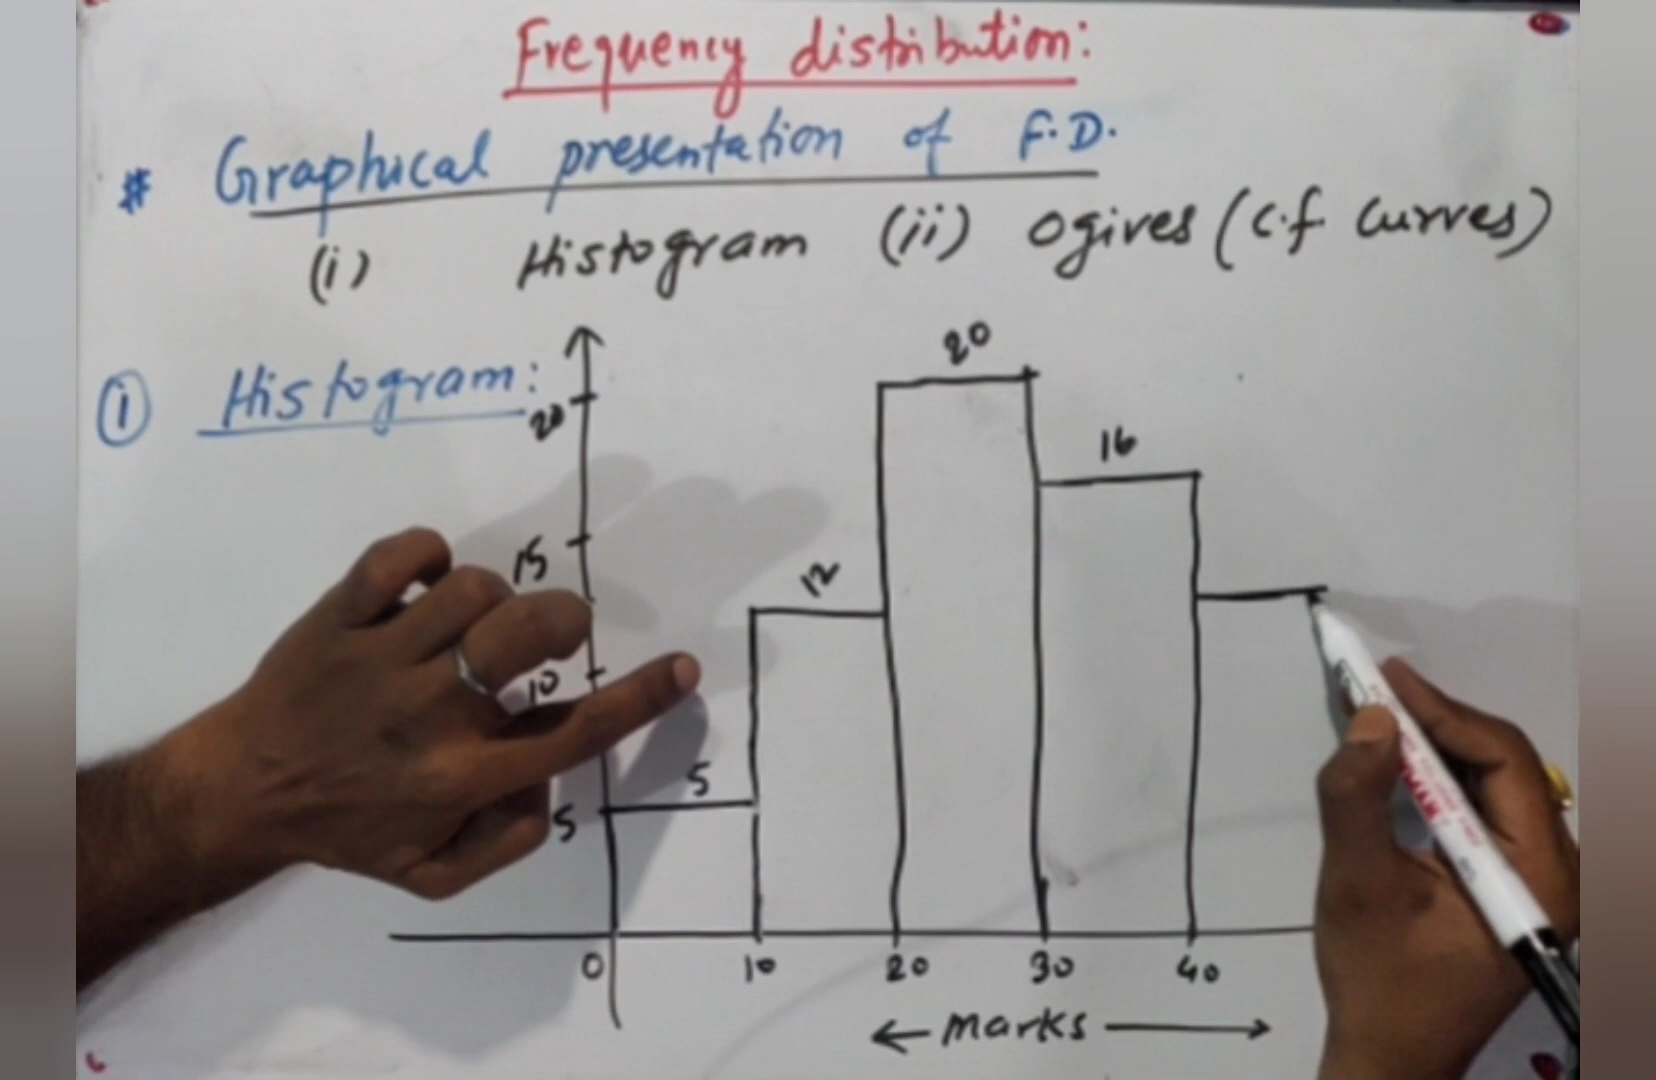 Frequency distribution:
# Graphical presentation of F.D.
(i) Histogram (ii) Ogives (c.f. Curves)
① Histogram:
20
20
16
15
12
10
5
5
0 10 20 30 40
← marks →